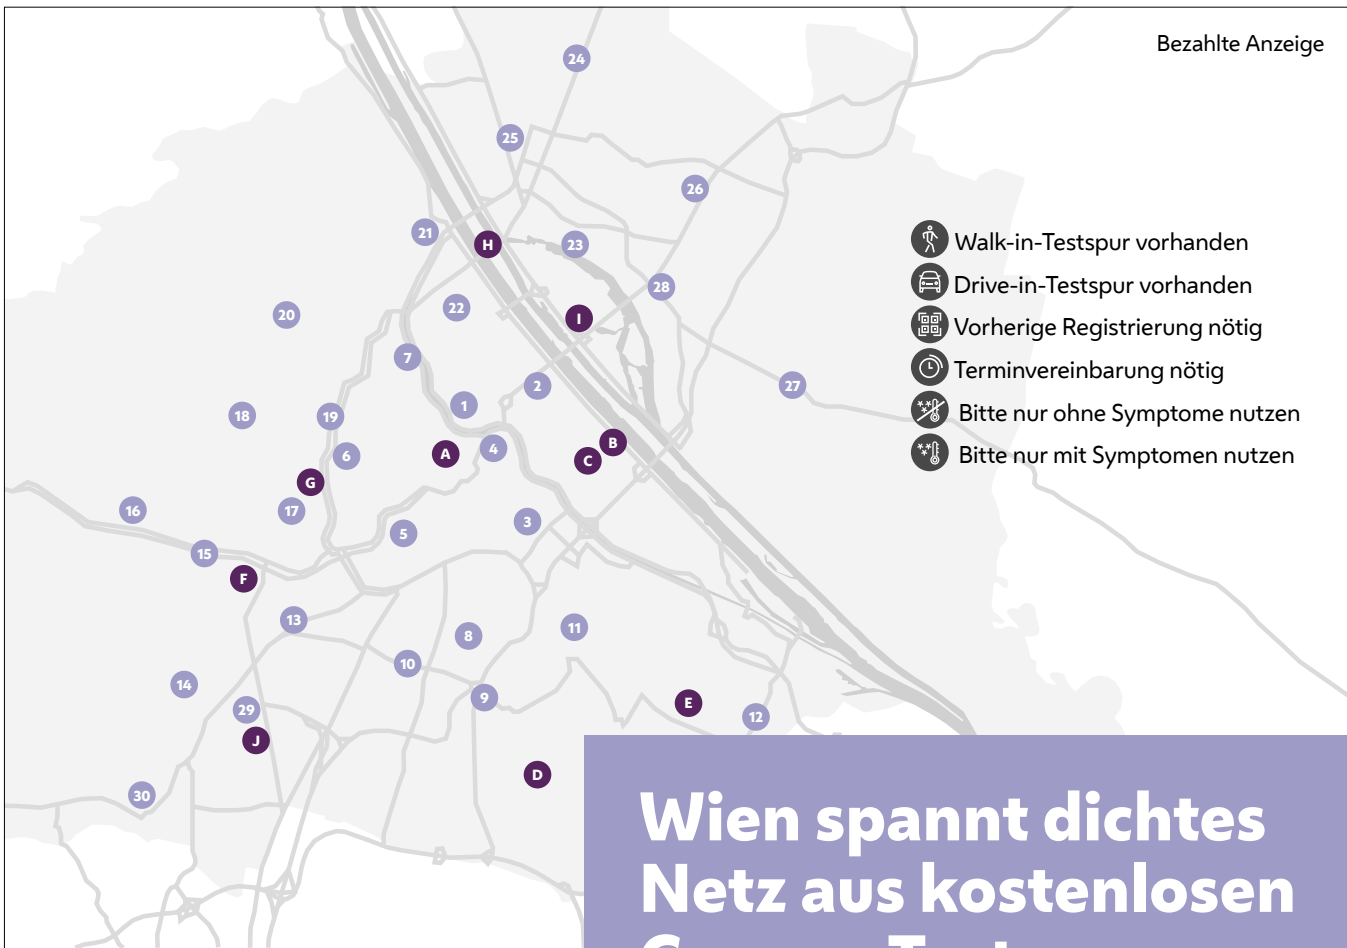 Bezahlte Anzeige
24
25
26
21
H
23
28
20
22
I
7
27
2
1
18
19
A
4
B
6
C
G
16
17
3
5
15
F
13
11
8
10
14
9
E
29
12
J
D
30
Walk-in-Testspur vorhanden
Drive-in-Testspur vorhanden
Vorherige Registrierung nötig
Terminvereinbarung nötig
Bitte nur ohne Symptome nutzen
Bitte nur mit Symptomen nutzen
Wien spannt dichtes
Netz aus kostenlosen